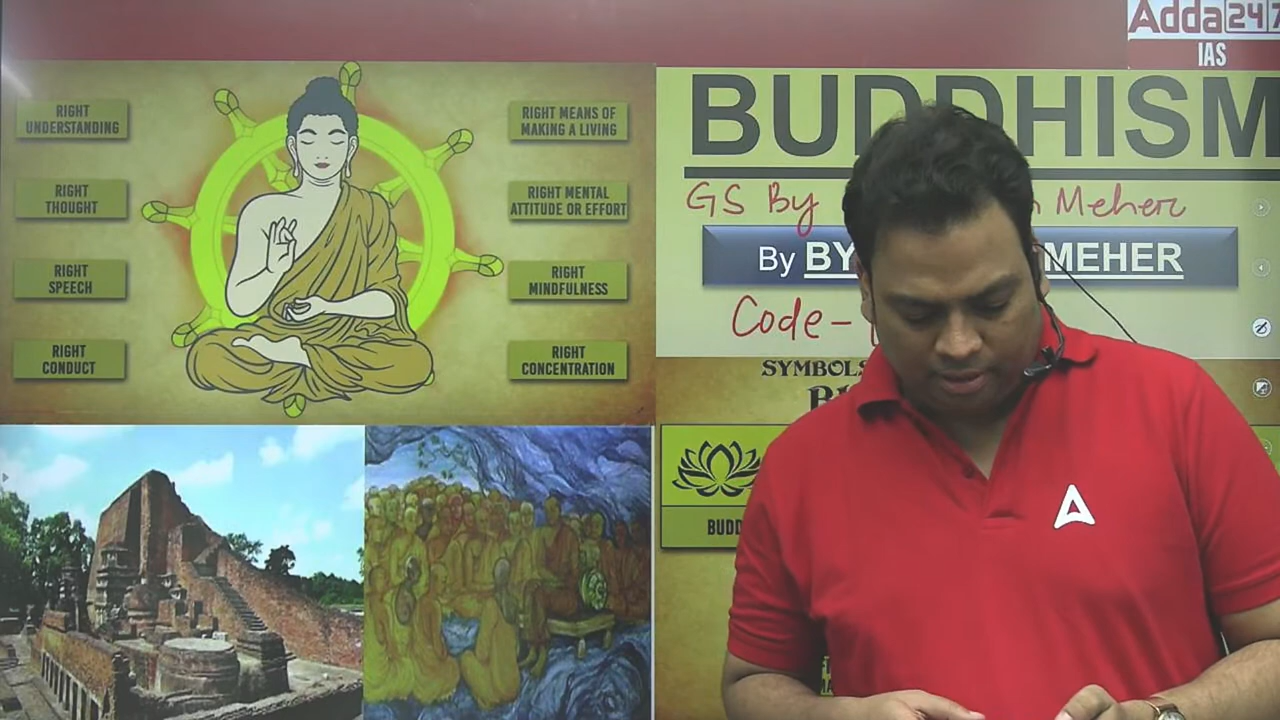 Adda247
IAS
RIGHT
UNDERSTANDING
RIGHT
THOUGHT
RIGHT
SPEECH
RIGHT
CONDUCT
RIGHT MEANS OF
MAKING A LIVING
RIGHT MENTAL
ATTITUDE OR EFFORT
RIGHT
MINDFULNESS
RIGHT
CONCENTRATION
BUDDHISM
GS By Meher
By BY MEHER
Code-
SYMBOLS